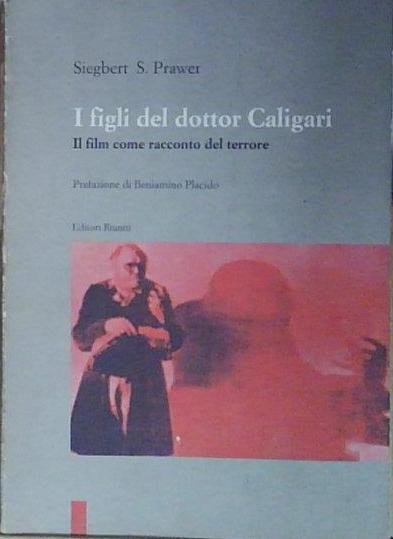 Siegbert S. Prawer
I figli del dottor Caligari
Il film come racconto del terrore
Prefazione di Beniamino Placido
Editori Riuniti